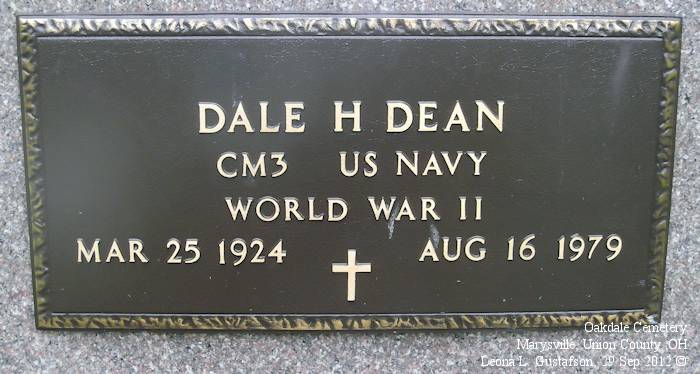 DALE H DEAN
CM3 US NAVY
WORLD WAR II
MAR 25 1924 AUG 16 1979
Oakdale Cemetery
Marysville, Union County, OH
Leona L. Gustafson, 29 Sep 2012 ©